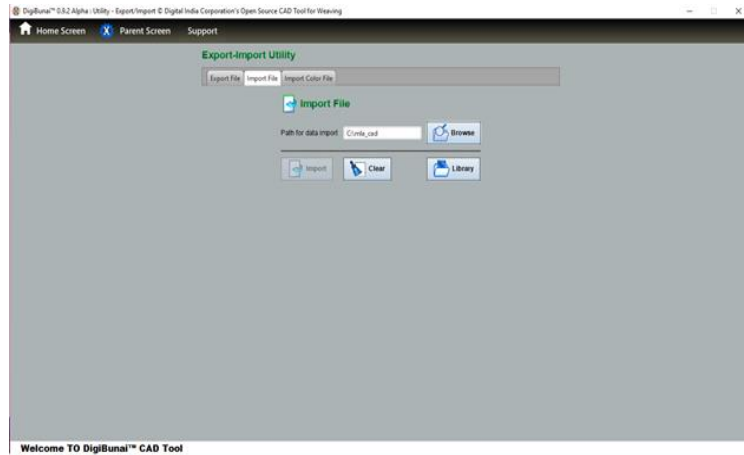 DigiBunai™ 0.9.2 Alpha : Utility - Export/Import © Digital India Corporation's Open Source CAD Tool for Weaving
Home Screen X Parent Screen Support
Export-Import Utility
Export File Import File Import Color File
Import File
Path for data import C:\mla_cad Browse
Import Clear Library
Welcome TO DigiBunai™ CAD Tool